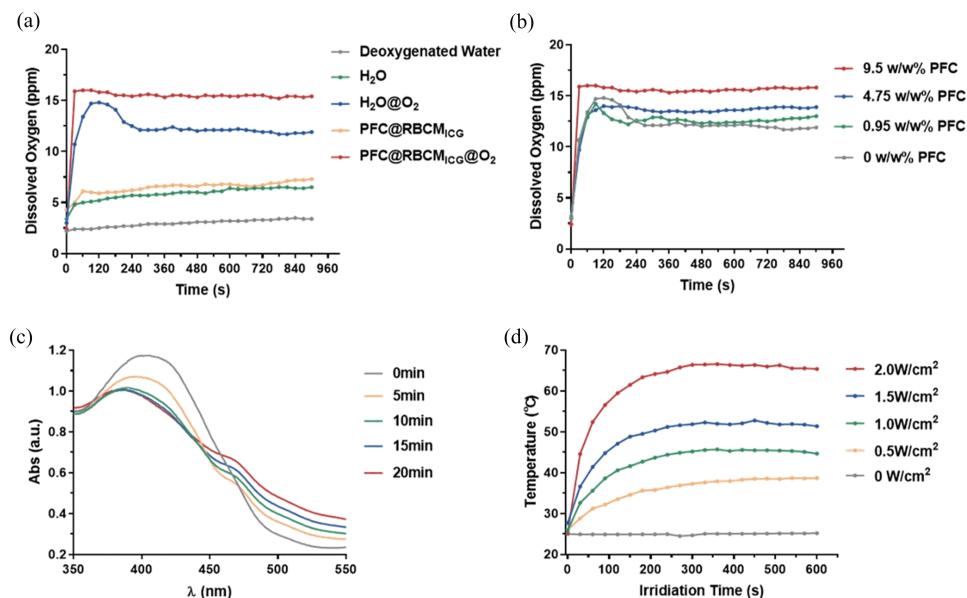 (a)
Dissolved Oxygen (ppm)
20
15
10
5
0
0 120 240 360 480 600 720 840 960
Time (s)
Deoxygenated Water
H₂O
H₂O@O₂
PFC@RBCM_ICG
PFC@RBCM_ICG@O₂
(b)
Dissolved Oxygen (ppm)
20
15
10
5
0
0 120 240 360 480 600 720 840 960
Time (s)
9.5 w/w% PFC
4.75 w/w% PFC
0.95 w/w% PFC
0 w/w% PFC
(c)
Abs (a.u.)
1.2
1.0
0.8
0.6
0.4
0.2
350 400 450 500 550
λ (nm)
0min
5min
10min
15min
20min
(d)
Temperature (℃)
70
60
50
40
30
20
0 100 200 300 400 500 600
Irridiation Time (s)
2.0W/cm²
1.5W/cm²
1.0W/cm²
0.5W/cm²
0 W/cm²